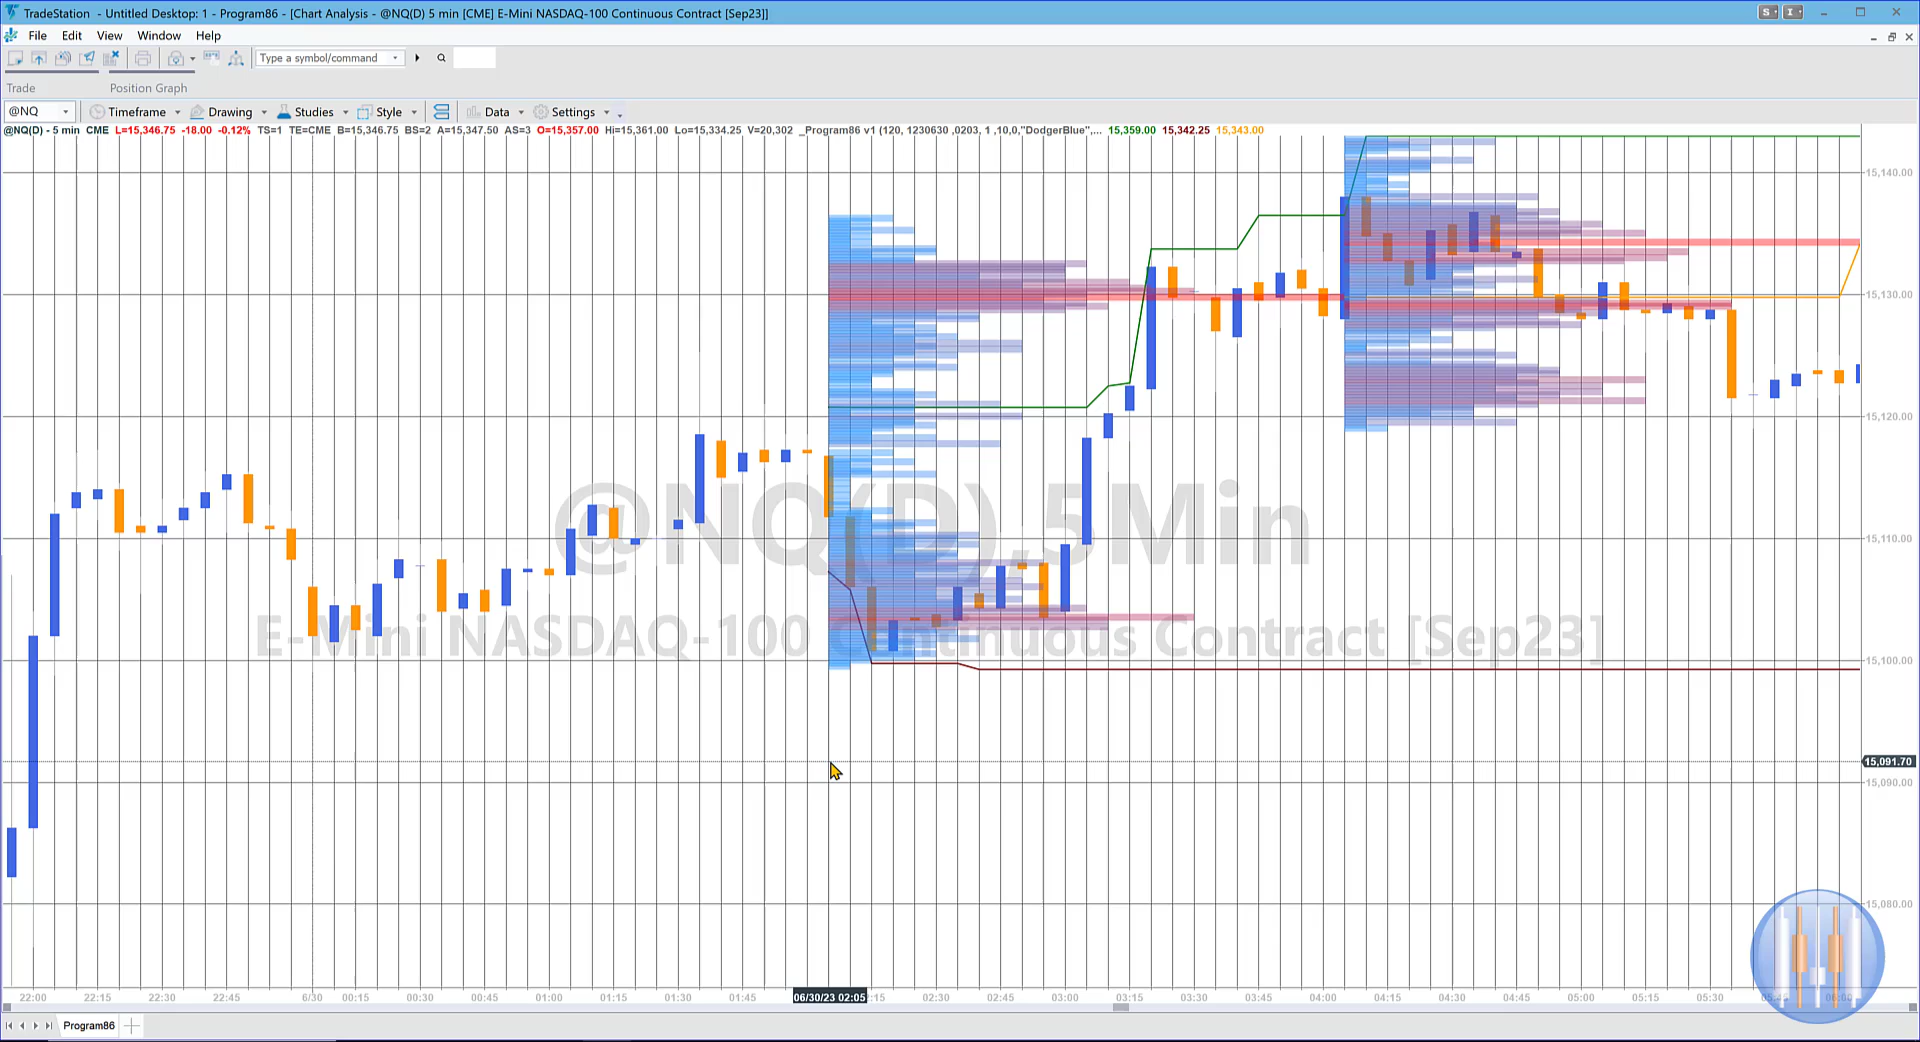 TradeStation - Untitled Desktop: 1 - Program86 - [Chart Analysis - @NQ(D) 5 min [CME] E-Mini NASDAQ-100 Continuous Contract [Sep23]]
S I
File Edit View Window Help
Type a symbol/command
Trade Position Graph
@NQ Timeframe Drawing Studies Style Data Settings
@NQ(D) - 5 min CME L=15,346.75 -18.00 -0.12% TS=1 TE=CME B=15,346.75 BS=2 A=15,347.50 AS=3 O=15,357.00 Hi=15,361.00 Lo=15,334.25 V=20,302 _Program86 v1 (120, 1230630 ,0203, 1 ,10,0,"DodgerBlue",... 15,359.00 15,342.25 15,343.00
15,140.00
15,130.00
15,120.00
@NQ(D),5 Min
15,110.00
E-Mini NASDAQ-100 Continuous Contract [Sep23]
15,100.00
15,091.70
15,090.00
15,080.00
22:00 22:15 22:30 22:45 6/30 00:15 00:30 00:45 01:00 01:15 01:30 01:45 06/30/23 02:05 :15 02:30 02:45 03:00 03:15 03:30 03:45 04:00 04:15 04:30 04:45 05:00 05:15 05:30
Program86